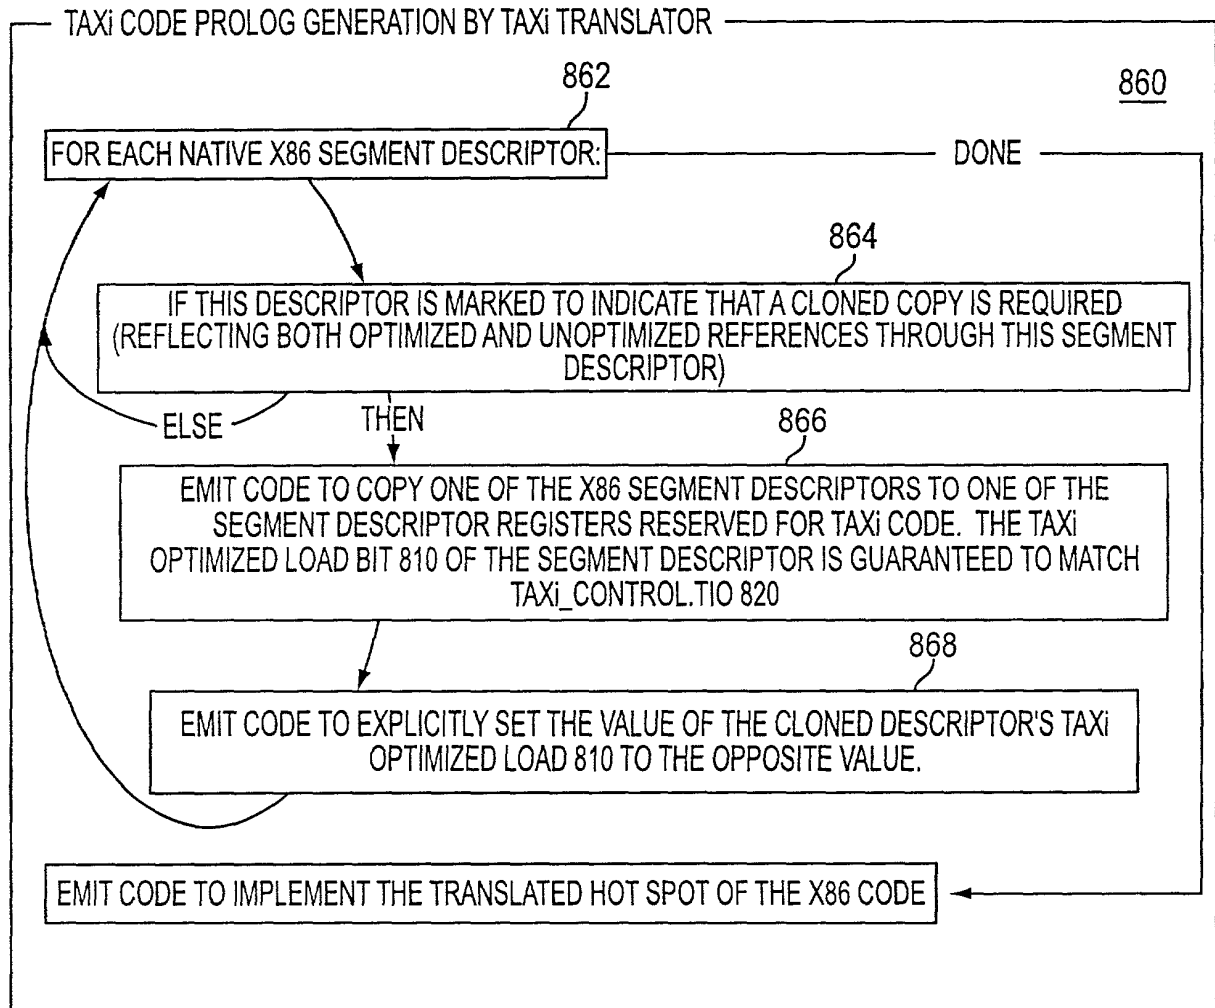 TAXi CODE PROLOG GENERATION BY TAXi TRANSLATOR
862
860
FOR EACH NATIVE X86 SEGMENT DESCRIPTOR:
DONE
864
IF THIS DESCRIPTOR IS MARKED TO INDICATE THAT A CLONED COPY IS REQUIRED
(REFLECTING BOTH OPTIMIZED AND UNOPTIMIZED REFERENCES THROUGH THIS SEGMENT
DESCRIPTOR)
ELSE
THEN
866
EMIT CODE TO COPY ONE OF THE X86 SEGMENT DESCRIPTORS TO ONE OF THE
SEGMENT DESCRIPTOR REGISTERS RESERVED FOR TAXi CODE. THE TAXi
OPTIMIZED LOAD BIT 810 OF THE SEGMENT DESCRIPTOR IS GUARANTEED TO MATCH
TAXi_CONTROL.TIO 820
868
EMIT CODE TO EXPLICITLY SET THE VALUE OF THE CLONED DESCRIPTOR'S TAXi
OPTIMIZED LOAD 810 TO THE OPPOSITE VALUE.
EMIT CODE TO IMPLEMENT THE TRANSLATED HOT SPOT OF THE X86 CODE